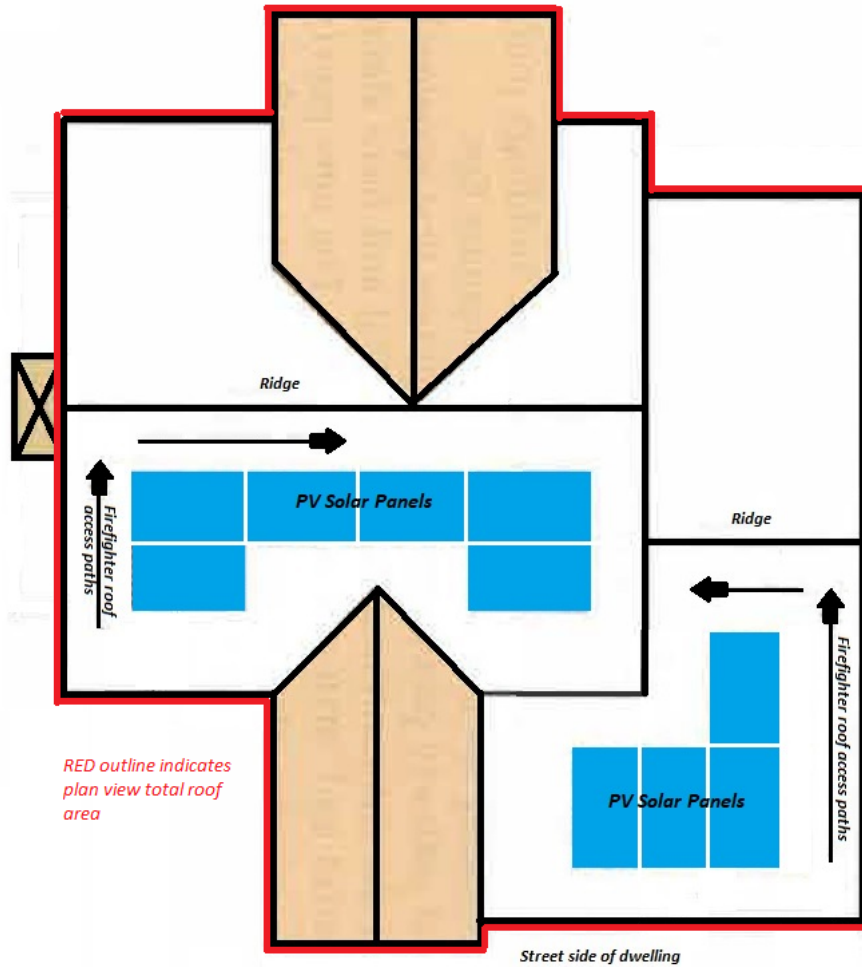 Ridge
PV Solar Panels
Firefighter roof
access paths
Ridge
Firefighter roof access paths
RED outline indicates
plan view total roof
area
PV Solar Panels
Street side of dwelling